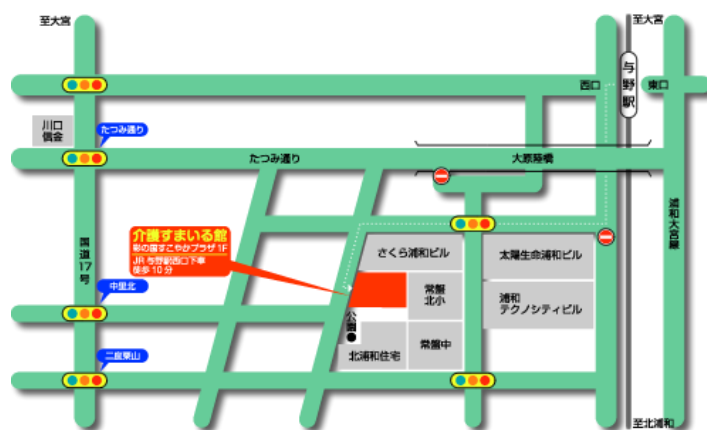 至大宮
至大宮
与野駅
西口
東口
川口
信金
たつみ通り
たつみ通り
大原陸橋
国道17号
浦和大宮線
介護すまいる館
彩の国すこやかプラザ 1F
JR 与野駅西口下車
徒歩 10 分
さくら浦和ビル
太陽生命浦和ビル
中里北
常盤
北小
浦和
テクノシティビル
公園●
北浦和住宅
常盤中
二度栗山
至北浦和